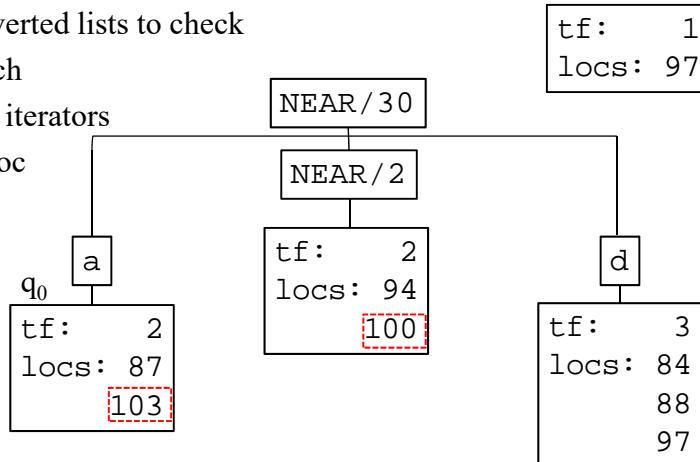 verted lists to check
ch
iterators
oc
tf: 1
locs: 97
NEAR/30
NEAR/2
a
q0
tf: 2
locs: 87
103
tf: 2
locs: 94
100
d
tf: 3
locs: 84
88
97